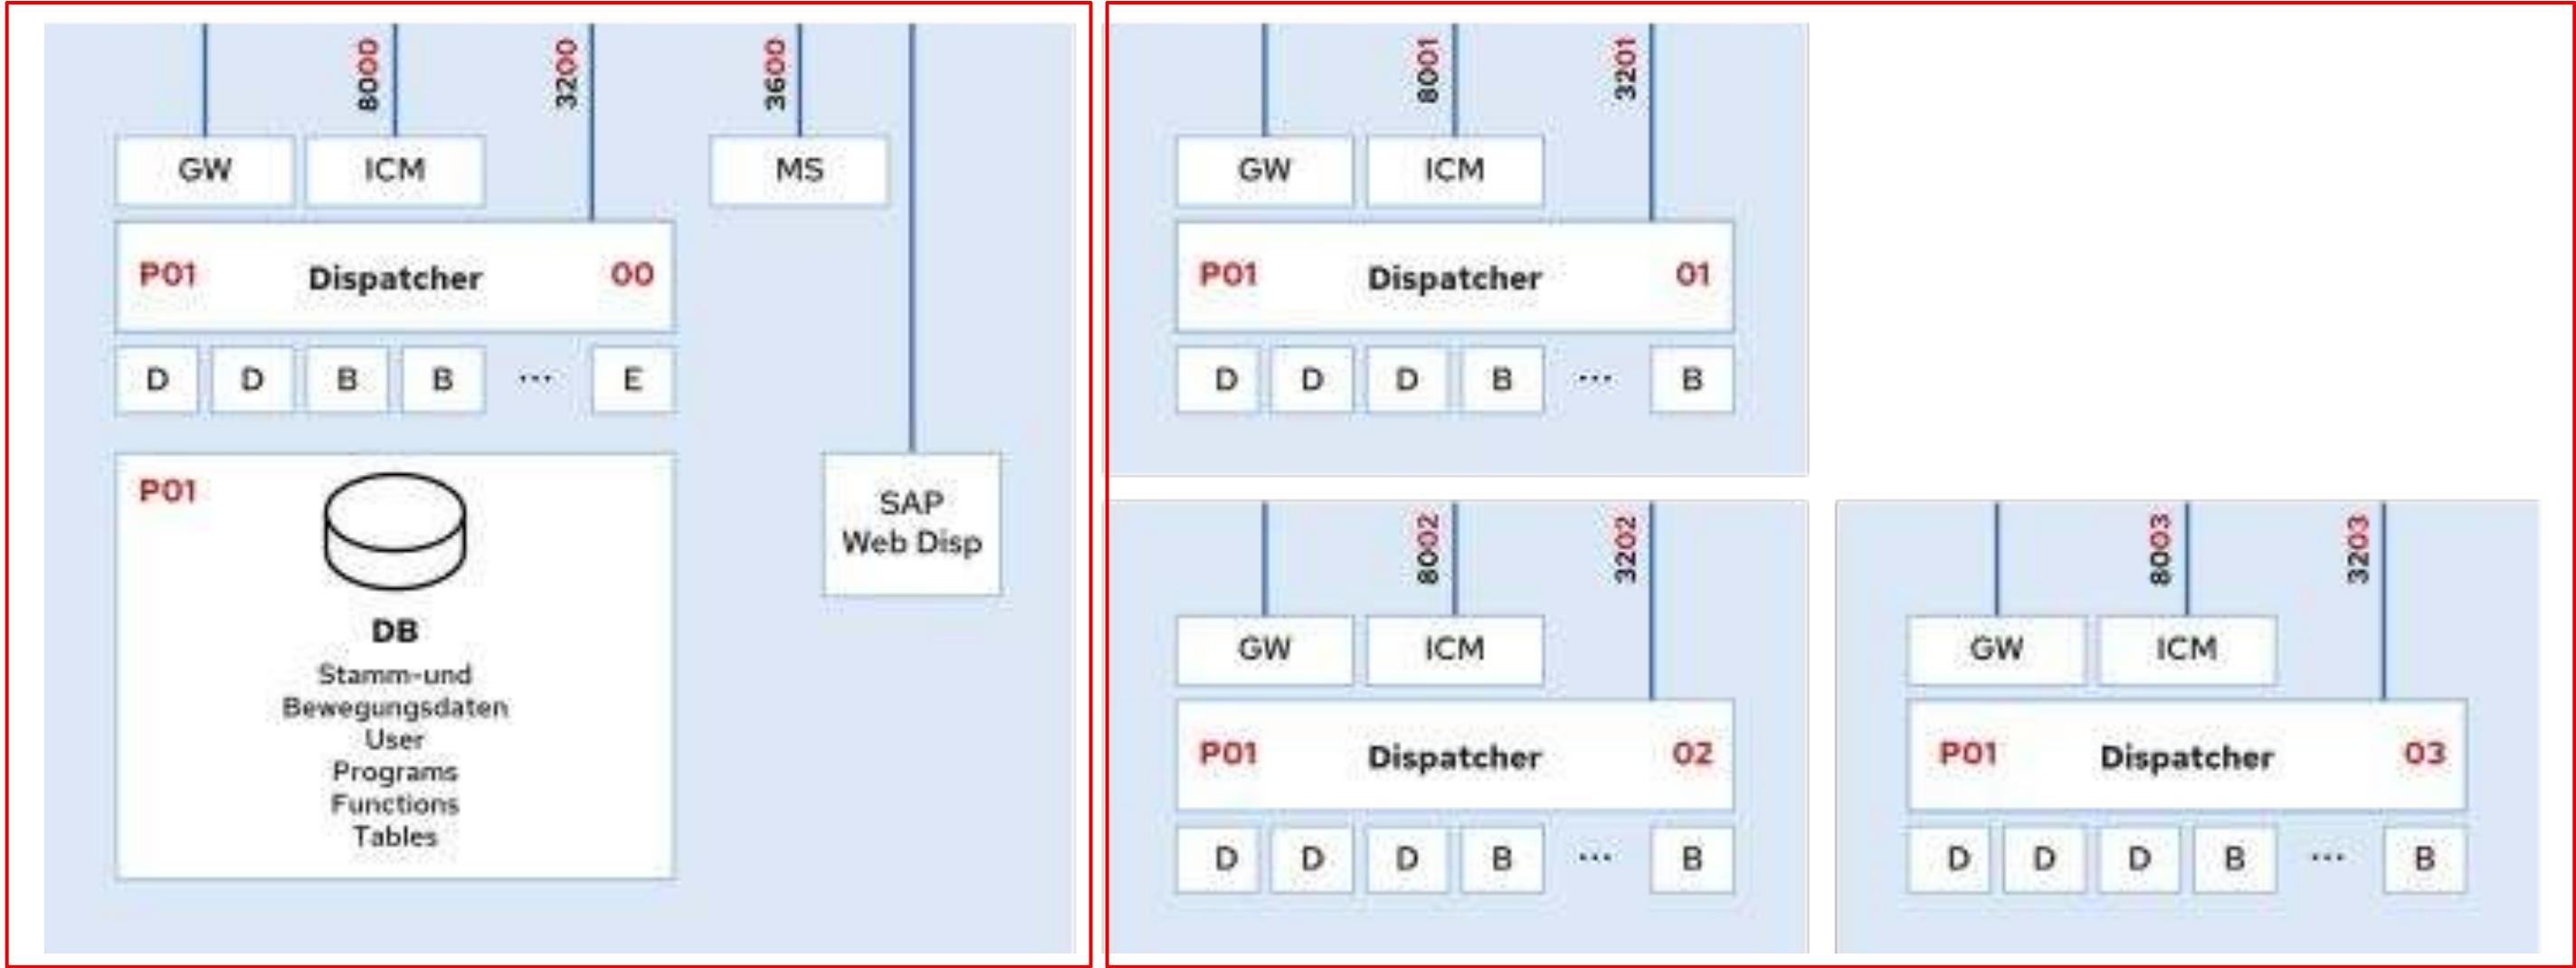 8000
3200
3600
GW
ICM
MS
P01
Dispatcher
00
D
D
B
B
...
E
P01
DB
Stamm-und
Bewegungsdaten
User
Programs
Functions
Tables
SAP
Web Disp
8001
3201
GW
ICM
P01
Dispatcher
01
D
D
D
B
...
B
8002
3202
GW
ICM
P01
Dispatcher
02
D
D
D
B
...
B
8003
3203
GW
ICM
P01
Dispatcher
03
D
D
D
B
...
B